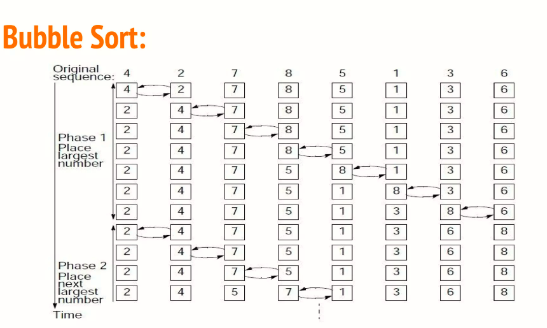 Bubble Sort:
Original
sequence: 4 2 7 8 5 1 3 6
4 2 7 8 5 1 3 6
2 4 7 8 5 1 3 6
2 4 7 8 5 1 3 6
2 4 7 8 5 1 3 6
2 4 7 5 8 1 3 6
2 4 7 5 1 8 3 6
2 4 7 5 1 3 8 6
Phase 1
Place
largest
number
2 4 7 5 1 3 6 8
2 4 7 5 1 3 6 8
2 4 7 5 1 3 6 8
2 4 5 7 1 3 6 8
Phase 2
Place
next
largest
number
Time